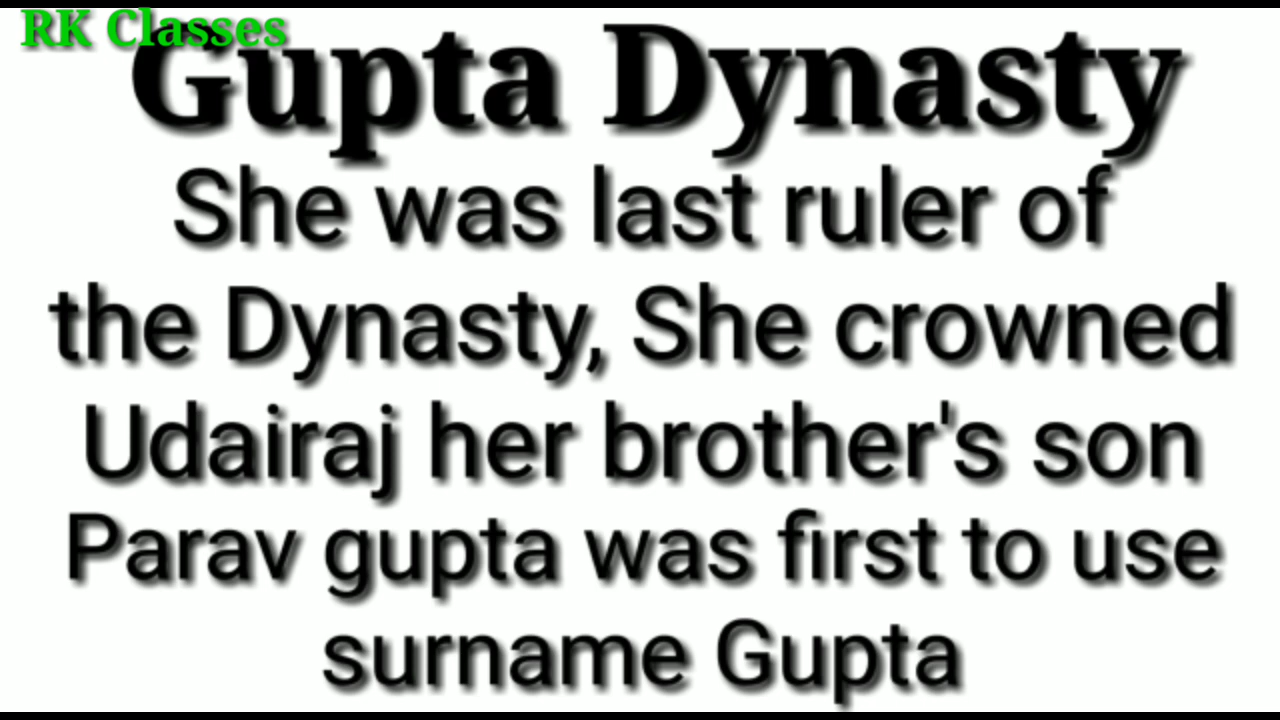 RK Classes
Gupta Dynasty
She was last ruler of
the Dynasty, She crowned
Udairaj her brother's son
Parav gupta was first to use
surname Gupta